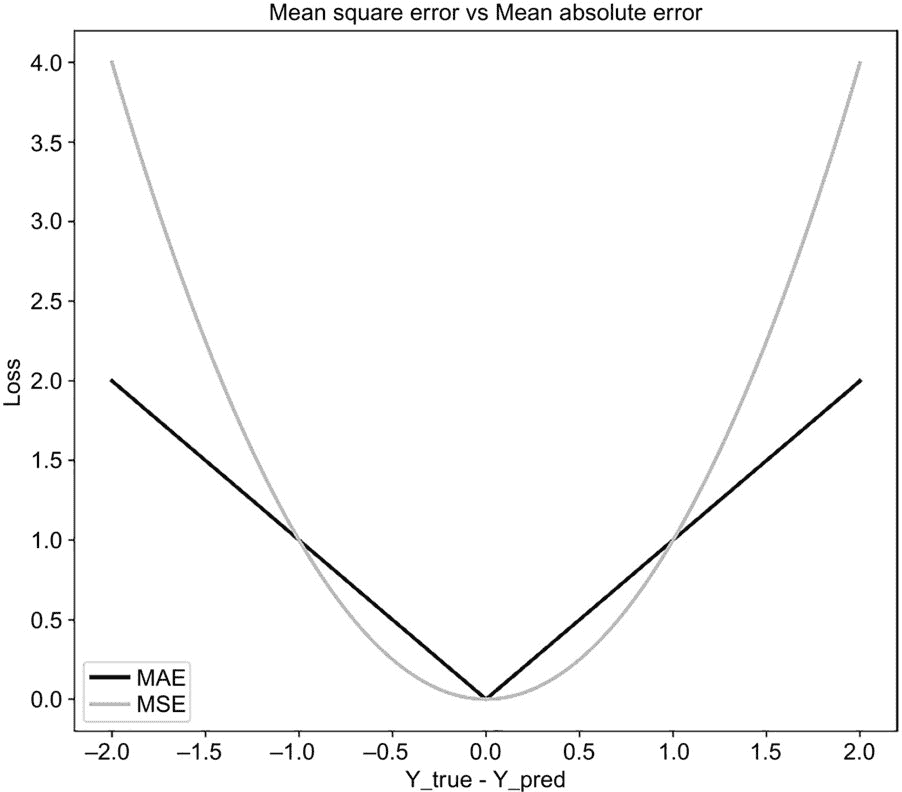 Mean square error vs Mean absolute error
4.0
3.5
3.0
2.5
2.0
1.5
1.0
0.5
0.0
Loss
MAE
MSE
–2.0 –1.5 –1.0 –0.5 0.0 0.5 1.0 1.5 2.0
Y_true - Y_pred